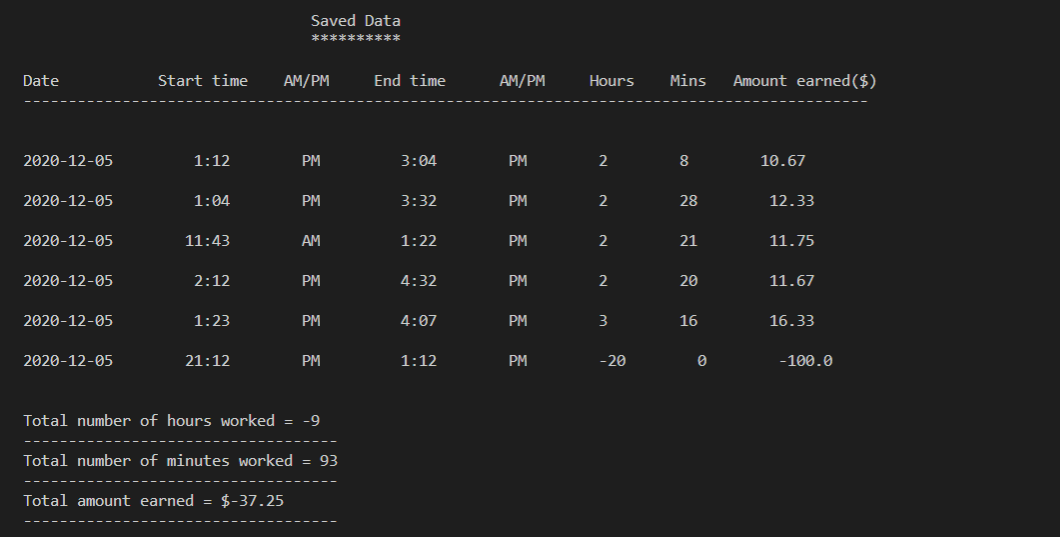 Saved Data
**********
Date Start time AM/PM End time AM/PM Hours Mins Amount earned($)
----------------------------------------------------------------------------------------------
2020-12-05 1:12 PM 3:04 PM 2 8 10.67
2020-12-05 1:04 PM 3:32 PM 2 28 12.33
2020-12-05 11:43 AM 1:22 PM 2 21 11.75
2020-12-05 2:12 PM 4:32 PM 2 20 11.67
2020-12-05 1:23 PM 4:07 PM 3 16 16.33
2020-12-05 21:12 PM 1:12 PM -20 0 -100.0
Total number of hours worked = -9
-----------------------------------
Total number of minutes worked = 93
-----------------------------------
Total amount earned = $-37.25
-----------------------------------